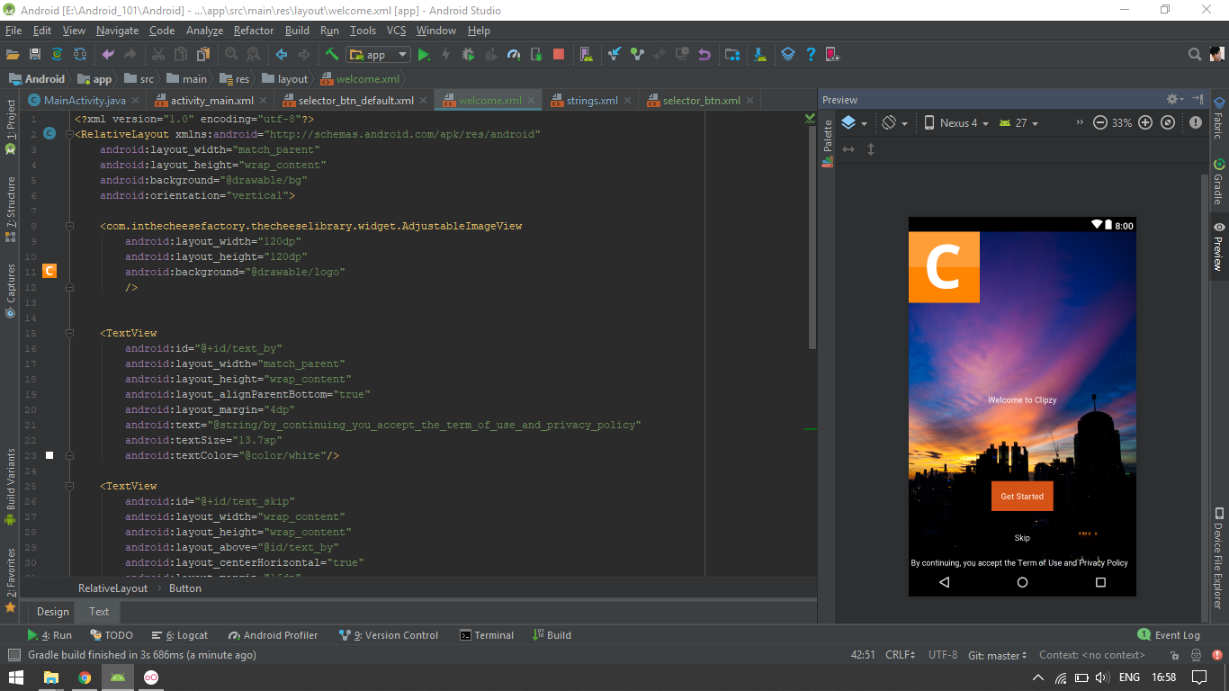 Android [E:\Android_101\Android] - ...\app\src\main\res\layout\welcome.xml [app] - Android Studio
File Edit View Navigate Code Analyze Refactor Build Run Tools VCS Window Help
app
Android app src main res layout welcome.xml
MainActivity.java activity_main.xml selector_btn_default.xml welcome.xml strings.xml selector_btn.xml
Preview
Nexus 4 27 33%
1: Project
7: Structure
Captures
Build Variants
2: Favorites
1 <?xml version="1.0" encoding="utf-8"?>
2 <RelativeLayout xmlns:android="http://schemas.android.com/apk/res/android"
3 android:layout_width="match_parent"
4 android:layout_height="wrap_content"
5 android:background="@drawable/bg"
6 android:orientation="vertical">
7
8 <com.inthecheesefactory.thecheeselibrary.widget.AdjustableImageView
9 android:layout_width="120dp"
10 android:layout_height="120dp"
11 android:background="@drawable/logo"
12 />
13
14
15 <TextView
16 android:id="@+id/text_by"
17 android:layout_width="match_parent"
18 android:layout_height="wrap_content"
19 android:layout_alignParentBottom="true"
20 android:layout_margin="4dp"
21 android:text="@string/by_continuing_you_accept_the_term_of_use_and_privacy_policy"
22 android:textSize="13.7sp"
23 android:textColor="@color/white"/>
24
25 <TextView
26 android:id="@+id/text_skip"
27 android:layout_width="wrap_content"
28 android:layout_height="wrap_content"
29 android:layout_above="@id/text_by"
30 android:layout_centerHorizontal="true"
RelativeLayout Button
Design Text
Palette
8:00
C
Welcome to Clipzy
Get Started
Skip
By continuing, you accept the Term of Use and Privacy Policy
Fabric
Gradle
Preview
Device File Explorer
4: Run TODO 6: Logcat Android Profiler 9: Version Control Terminal Build 1 Event Log
Gradle build finished in 3s 686ms (a minute ago) 42:51 CRLF UTF-8 Git: master Context: <no context>
ENG 16:58